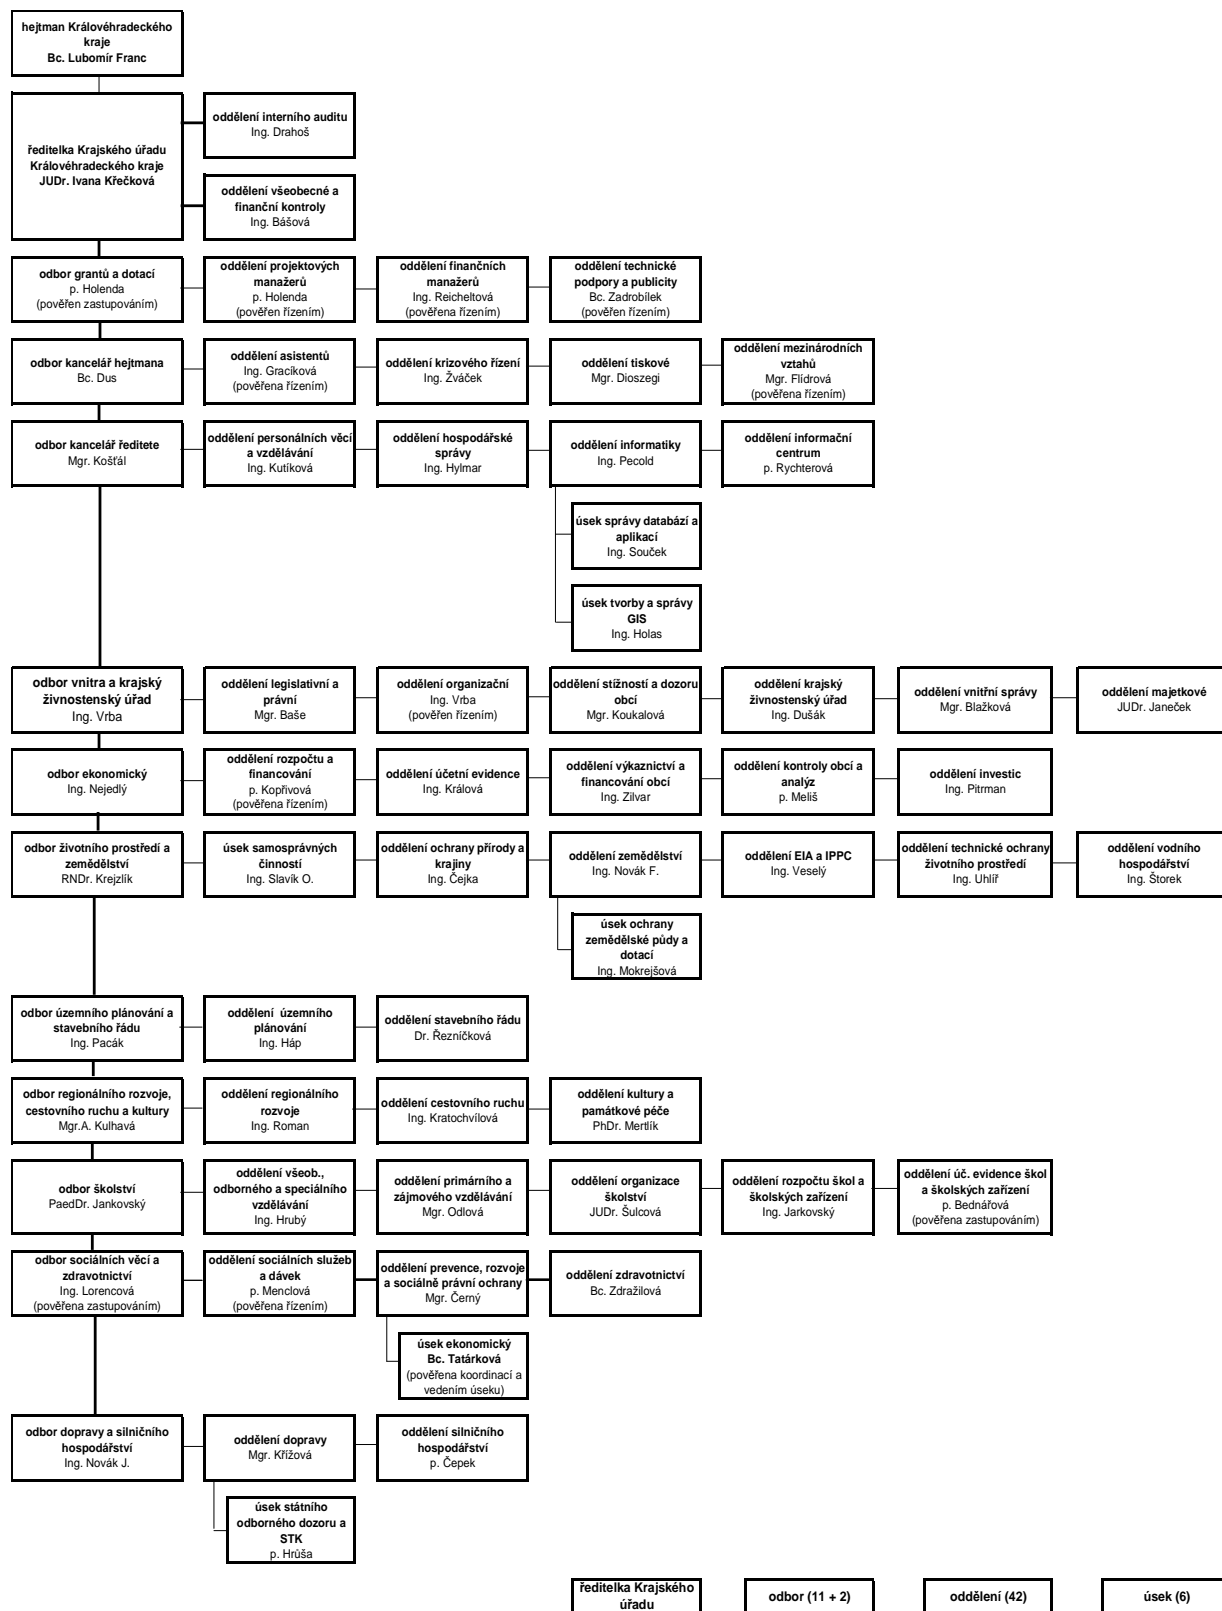 hejtman Královéhradeckého
kraje
Bc. Lubomír Franc
ředitelka Krajského úřadu
Královéhradeckého kraje
JUDr. Ivana Křečková
oddělení interního auditu
Ing. Drahoš
oddělení všeobecné a
finanční kontroly
Ing. Bášová
odbor grantů a dotací
p. Holenda
(pověřen zastupováním)
oddělení projektových
manažerů
p. Holenda
(pověřen řízením)
oddělení finančních
manažerů
Ing. Reicheltová
(pověřena řízením)
oddělení technické
podpory a publicity
Bc. Zadrobílek
(pověřen řízením)
odbor kancelář hejtmana
Bc. Dus
oddělení asistentů
Ing. Gracíková
(pověřena řízením)
oddělení krizového řízení
Ing. Žváček
oddělení tiskové
Mgr. Dioszegi
oddělení mezinárodních
vztahů
Mgr. Flídrová
(pověřena řízením)
odbor kancelář ředitete
Mgr. Košťál
oddělení personálních věcí
a vzdělávání
Ing. Kutíková
oddělení hospodářské
správy
Ing. Hylmar
oddělení informatiky
Ing. Pecold
oddělení informační
centrum
p. Rychterová
úsek správy databází a
aplikací
Ing. Souček
úsek tvorby a správy
GIS
Ing. Holas
odbor vnitra a krajský
živnostenský úřad
Ing. Vrba
oddělení legislativní a
právní
Mgr. Baše
oddělení organizační
Ing. Vrba
(pověřen řízením)
oddělení stížností a dozoru
obcí
Mgr. Koukalová
oddělení krajský
živnostenský úřad
Ing. Dušák
oddělení vnitřní správy
Mgr. Blažková
oddělení majetkové
JUDr. Janeček
odbor ekonomický
Ing. Nejedlý
oddělení rozpočtu a
financování
p. Kopřivová
(pověřena řízením)
oddělení účetní evidence
Ing. Králová
oddělení výkaznictví a
financování obcí
Ing. Zilvar
oddělení kontroly obcí a
analýz
p. Meliš
oddělení investic
Ing. Pitrman
odbor životního prostředí a
zemědělství
RNDr. Krejzlík
úsek samosprávných
činností
Ing. Slavík O.
oddělení ochrany přírody a
krajiny
Ing. Čejka
oddělení zemědělství
Ing. Novák F.
oddělení EIA a IPPC
Ing. Veselý
oddělení technické ochrany
životního prostředí
Ing. Uhlíř
oddělení vodního
hospodářství
Ing. Štorek
úsek ochrany
zemědělské půdy a
dotací
Ing. Mokrejšová
odbor územního plánování a
stavebního řádu
Ing. Pacák
oddělení  územního
plánování
Ing. Háp
oddělení stavebního řádu
Dr. Řezníčková
odbor regionálního rozvoje,
cestovního ruchu a kultury
Mgr.A. Kulhavá
oddělení regionálního
rozvoje
Ing. Roman
oddělení cestovního ruchu
Ing. Kratochvílová
oddělení kultury a
památkové péče
PhDr. Mertlík
odbor školství
PaedDr. Jankovský
oddělení všeob.,
odborného a speciálního
vzdělávání
Ing. Hrubý
oddělení primárního a
zájmového vzdělávání
Mgr. Odlová
oddělení organizace
školství
JUDr. Šulcová
oddělení rozpočtu škol a
školských zařízení
Ing. Jarkovský
oddělení úč. evidence škol
a školských zařízení
p. Bednářová
(pověřena zastupováním)
odbor sociálních věcí a
zdravotnictví
Ing. Lorencová
(pověřena zastupováním)
oddělení sociálních služeb
a dávek
p. Menclová
(pověřena řízením)
oddělení prevence, rozvoje
a sociálně právní ochrany
Mgr. Černý
oddělení zdravotnictví
Bc. Zdražilová
úsek ekonomický
Bc. Tatárková
(pověřena koordinací a
vedením úseku)
odbor dopravy a silničního
hospodářství
Ing. Novák J.
oddělení dopravy
Mgr. Křížová
oddělení silničního
hospodářství
p. Čepek
úsek státního
odborného dozoru a
STK
p. Hrůša
ředitelka Krajského
úřadu
odbor (11 + 2)
oddělení (42)
úsek (6)